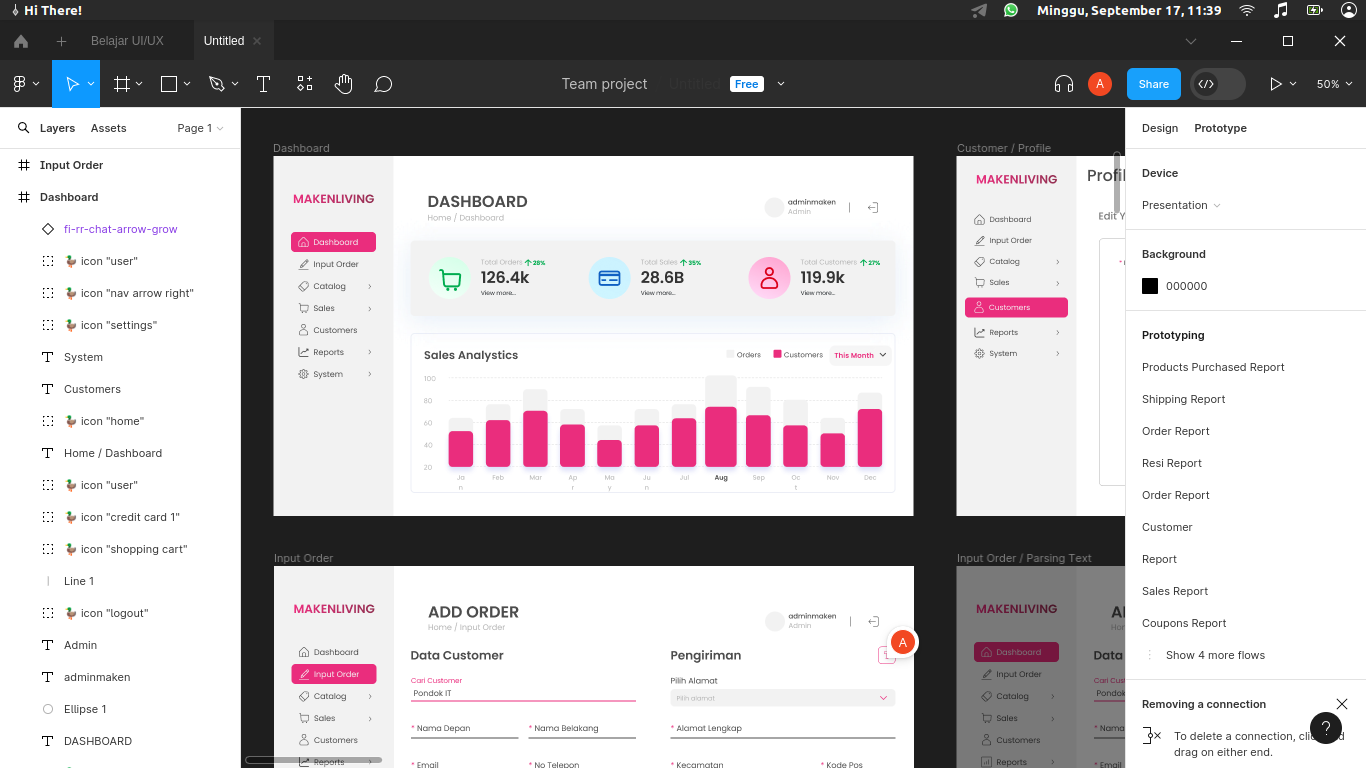 Hi There!
Minggu, September 17, 11:39
Belajar UI/UX
Untitled
Team project
Untitled
Free
A
Share
50%
Layers
Assets
Page 1
Input Order
Dashboard
fi-rr-chat-arrow-grow
icon "user"
icon "nav arrow right"
icon "settings"
System
Customers
icon "home"
Home / Dashboard
icon "user"
icon "credit card 1"
icon "shopping cart"
Line 1
icon "logout"
Admin
adminmaken
Ellipse 1
DASHBOARD
Dashboard
MAKENLIVING
Dashboard
Input Order
Catalog
Sales
Customers
Reports
System
DASHBOARD
Home / Dashboard
adminmaken
Admin
Total Orders 28%
126.4k
View more...
Total Sales 35%
28.6B
View more...
Total Customers 27%
119.9k
View more...
Sales Analystics
Orders
Customers
This Month
100
80
60
40
20
Ja
n
Feb
Mar
Ap
r
Ma
y
Ju
n
Jul
Aug
Sep
Oc
t
Nov
Dec
Customer / Profile
MAKENLIVING
Dashboard
Input Order
Catalog
Sales
Customers
Reports
System
Profil
Edit Y
Input Order
MAKENLIVING
Dashboard
Input Order
Catalog
Sales
Customers
Reports
ADD ORDER
Home / Input Order
adminmaken
Admin
A
Data Customer
Cari Customer
Pondok IT
* Nama Depan
* Nama Belakang
* Email
* No Telepon
Pengiriman
Pilih Alamat
Pilih alamat
* Alamat Lengkap
* Kecamatan
* Kode Pos
Input Order / Parsing Text
MAKENLIVING
Dashboard
Input Order
Catalog
Sales
Customers
Reports
Hom
Data
Cari Cus
Pondok
* Nama
* Email
Design
Prototype
Device
Presentation
Background
000000
Prototyping
Products Purchased Report
Shipping Report
Order Report
Resi Report
Order Report
Customer
Report
Sales Report
Coupons Report
Show 4 more flows
Removing a connection
To delete a connection, clic
drag on either end.
?